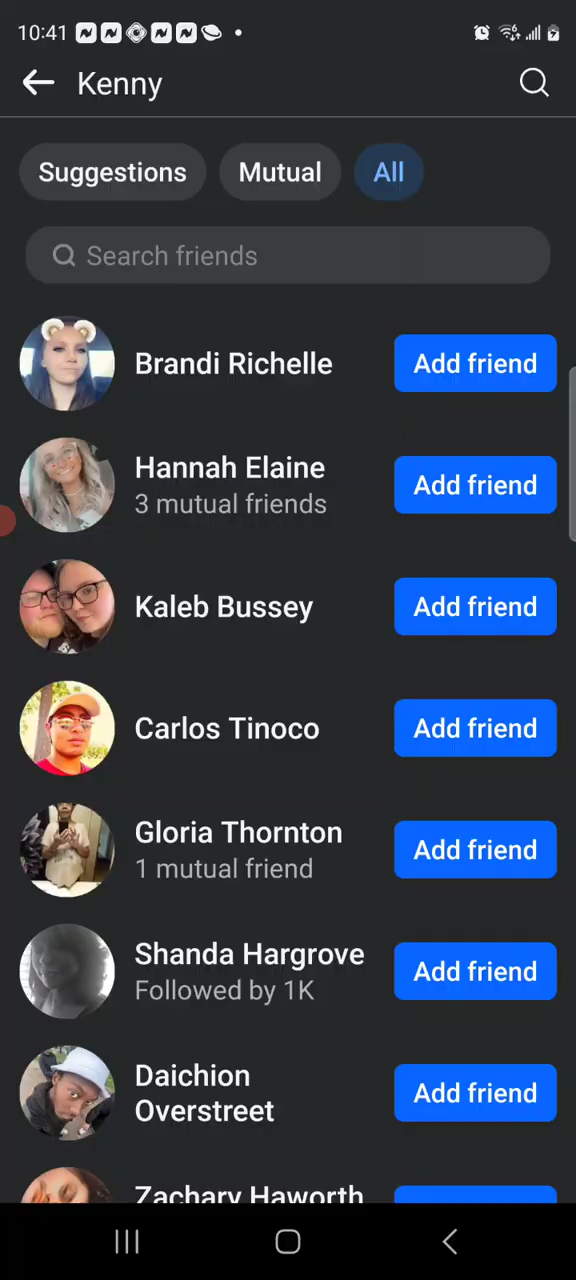 10:41
Kenny
Suggestions Mutual All
Search friends
Brandi Richelle Add friend
Hannah Elaine
3 mutual friends
Add friend
Kaleb Bussey Add friend
Carlos Tinoco Add friend
Gloria Thornton
1 mutual friend
Add friend
Shanda Hargrove
Followed by 1K
Add friend
Daichion
Overstreet
Add friend
Zachary Haworth